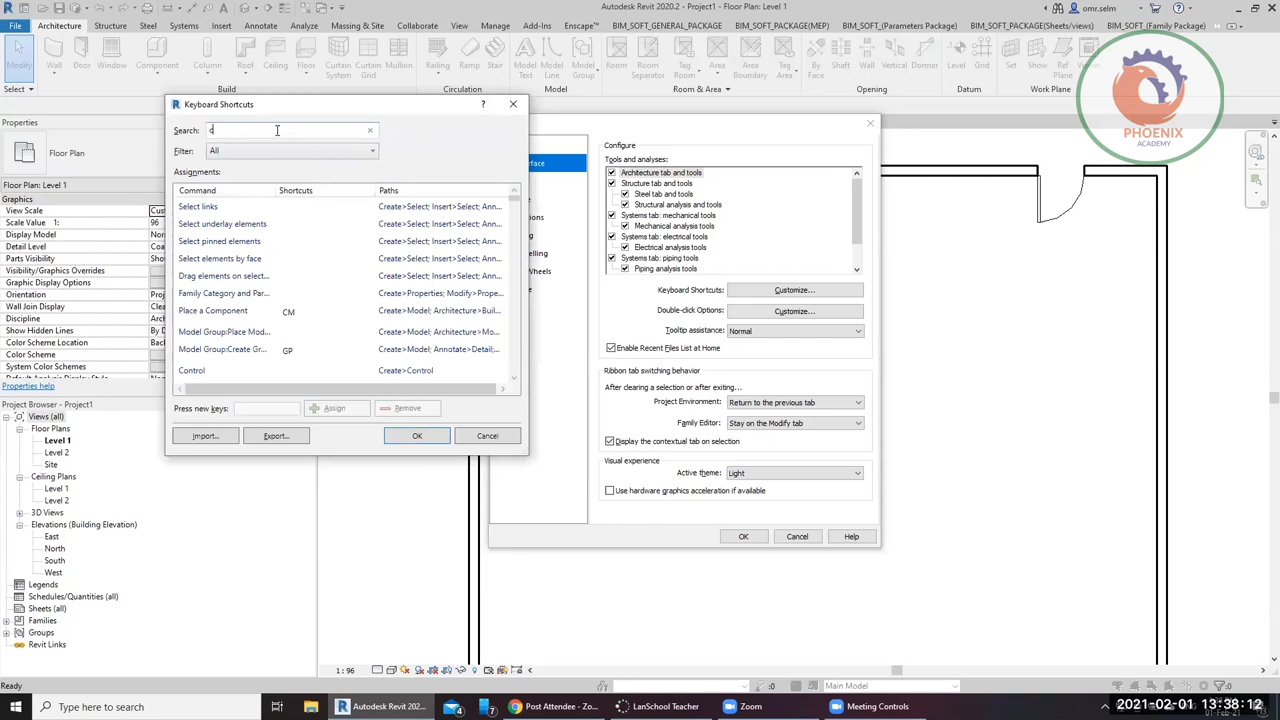 Autodesk Revit 2020.2 - Project1 - Floor Plan: Level 1
omr.selm
File Architecture Structure Steel Systems Insert Annotate Analyze Massing & Site Collaborate View Manage Add-Ins Enscape™ BIM_SOFT_GENERAL_PACKAGE BIM_SOFT_PACKAGE(MEP) BIM_SOFT (Parameters Package) BIM_SOFT_PACKAGE(Sheets/views) BIM_SOFT (Family Package)
Modify Wall Door Window Component Column Roof Ceiling Floor Curtain System Curtain Grid Mullion Railing Ramp Stair Model Text Model Line Model Group Room Room Separator Tag Room Area Area Boundary Tag Area By Face Shaft Wall Vertical Dormer Level Grid Set Show
Select Build Circulation Model Room & Area Opening Datum Work Plane
PHOENIX
ACADEMY
Properties
Floor Plan
Floor Plan: Level 1
Graphics
View Scale
Scale Value 1: 96
Display Model
Detail Level
Parts Visibility
Visibility/Graphics Overrides
Graphic Display Options
Orientation
Wall Join Display
Discipline
Show Hidden Lines
Color Scheme Location
Color Scheme
System Color Schemes
Properties help
Project Browser - Project1
Views (all)
Floor Plans
Level 1
Level 2
Site
Ceiling Plans
Level 1
Level 2
3D Views
Elevations (Building Elevation)
East
North
South
West
Legends
Schedules/Quantities (all)
Sheets (all)
Families
Groups
Revit Links
Keyboard Shortcuts
?
Search: c
Filter: All
Assignments:
Command Shortcuts Paths
Select links Create>Select; Insert>Select; Ann...
Select underlay elements Create>Select; Insert>Select; Ann...
Select pinned elements Create>Select; Insert>Select; Ann...
Select elements by face Create>Select; Insert>Select; Ann...
Drag elements on select... Create>Select; Insert>Select; Ann...
Family Category and Par... Create>Properties; Modify>Prope...
Place a Component CM Create>Model; Architecture>Buil...
Model Group:Place Mod... Create>Model; Architecture>Mo...
Model Group:Create Gr... GP Create>Model; Annotate>Detail;...
Control Create>Control
Press new keys: Assign Remove
Import... Export... OK Cancel
Configure
Tools and analyses:
Architecture tab and tools
Structure tab and tools
Steel tab and tools
Structural analysis and tools
Systems tab: mechanical tools
Mechanical analysis tools
Systems tab: electrical tools
Electrical analysis tools
Systems tab: piping tools
Piping analysis tools
Keyboard Shortcuts: Customize...
Double-click Options: Customize...
Tooltip assistance: Normal
Enable Recent Files List at Home
Ribbon tab switching behavior
After clearing a selection or after exiting...
Project Environment: Return to the previous tab
Family Editor: Stay on the Modify tab
Display the contextual tab on selection
Visual experience
Active theme: Light
Use hardware graphics acceleration if available
OK Cancel Help
1 : 96
Ready
:0 Main Model :0
Type here to search
Autodesk Revit 202...
4
7
Post Attendee - Zo...
LanSchool Teacher
Zoom
Meeting Controls
2021-02-01 13:38:12
01-Feb-21